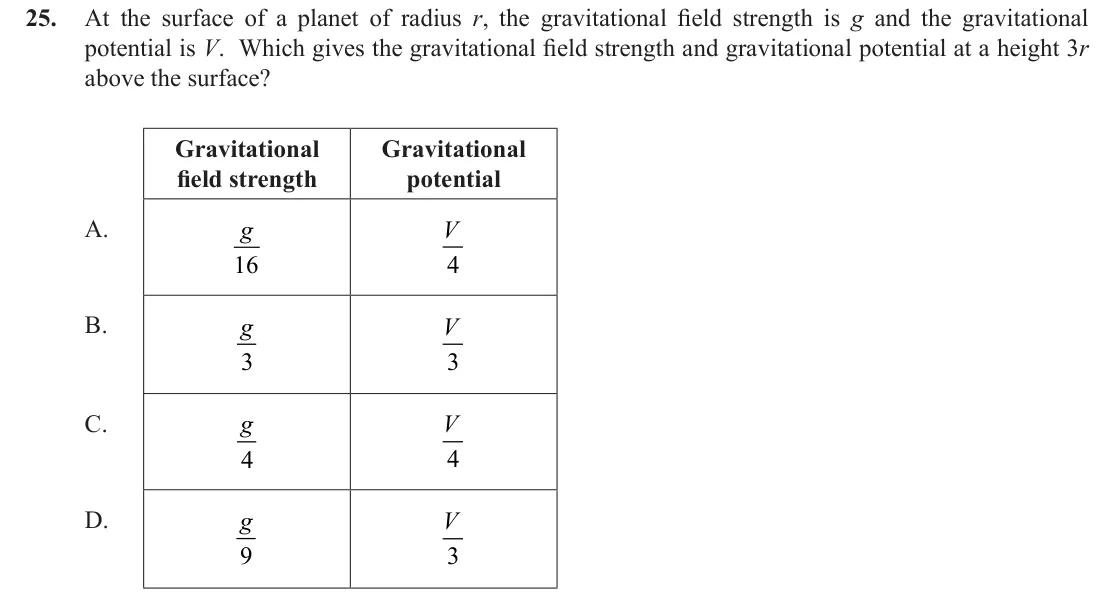 25. At the surface of a planet of radius r, the gravitational field strength is g and the gravitational
potential is V. Which gives the gravitational field strength and gravitational potential at a height 3r
above the surface?
Gravitational field strength Gravitational potential
A. g/16 V/4
B. g/3 V/3
C. g/4 V/4
D. g/9 V/3